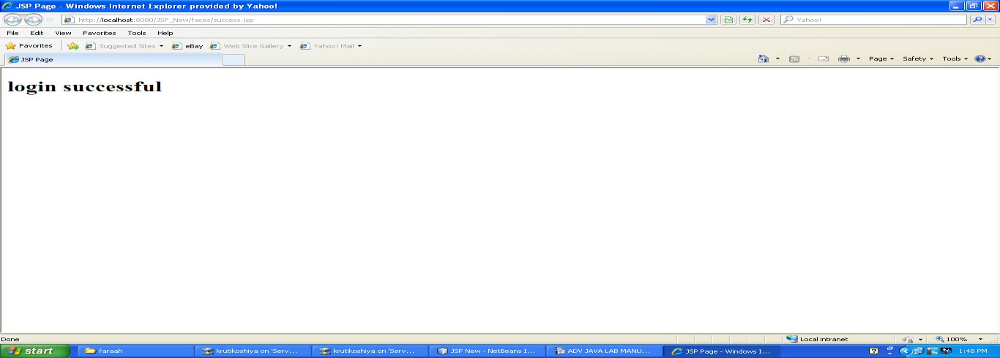 JSP Page - Windows Internet Explorer provided by Yahoo!
http://localhost:8080/JSF_New/faces/success.jsp
Yahoo!
File Edit View Favorites Tools Help
Favorites Suggested Sites eBay Web Slice Gallery Yahoo! Mail
JSP Page
Page Safety Tools
login successful
Done
Local intranet
100%
start faraah krutikoshiya on 'Serv... krutikoshiya on 'Serv... JSF New - NetBeans I... ADV JAVA LAB MANU... JSP Page - Windows I... 1:48 PM